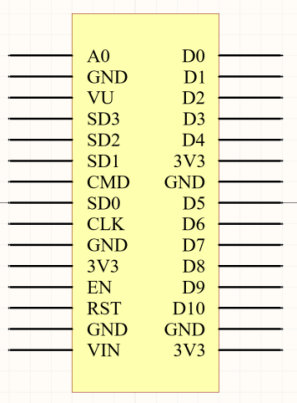 A0 D0
GND D1
VU D2
SD3 D3
SD2 D4
SD1 3V3
CMD GND
SD0 D5
CLK D6
GND D7
3V3 D8
EN D9
RST D10
GND GND
VIN 3V3